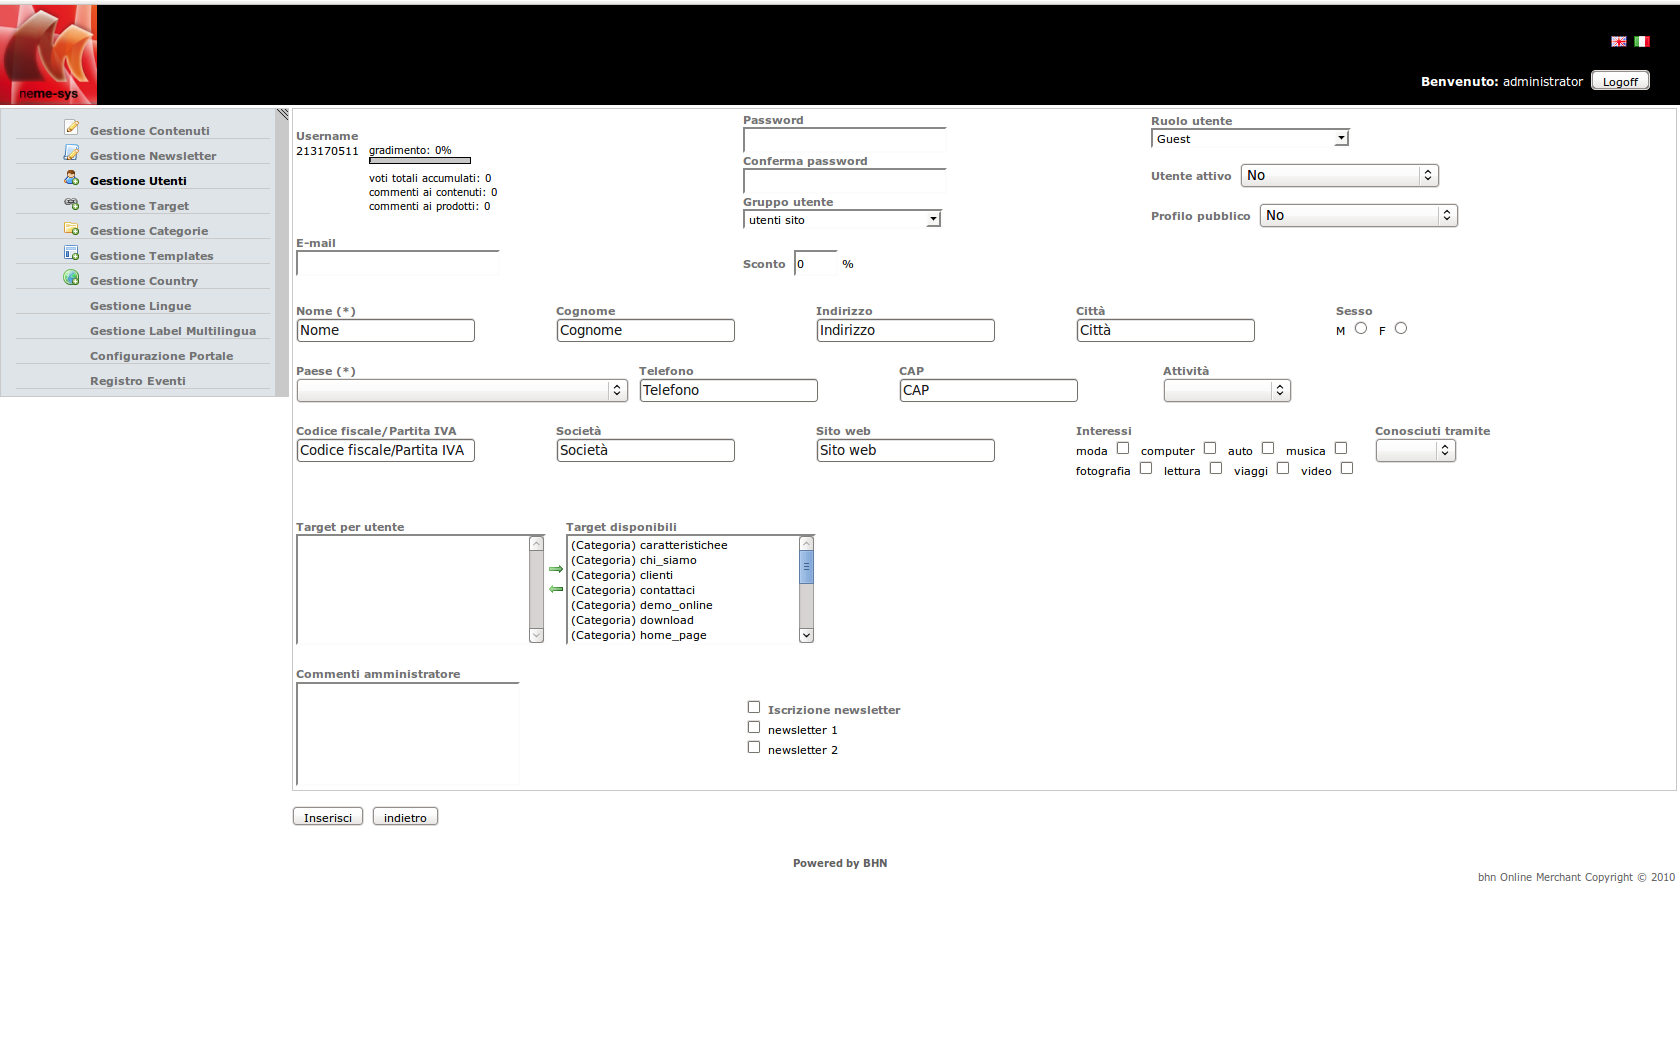 neme-sys
Benvenuto: administrator Logoff
Gestione Contenuti
Gestione Newsletter
Gestione Utenti
Gestione Target
Gestione Categorie
Gestione Templates
Gestione Country
Gestione Lingue
Gestione Label Multilingua
Configurazione Portale
Registro Eventi
Username
213170511
gradimento: 0%
voti totali accumulati: 0
commenti ai contenuti: 0
commenti ai prodotti: 0
Password
Conferma password
Gruppo utente
utenti sito
Ruolo utente
Guest
Utente attivo No
Profilo pubblico No
E-mail
Sconto 0 %
Nome (*) Cognome Indirizzo Città Sesso
Nome Cognome Indirizzo Città M F
Paese (*) Telefono CAP Attività
Telefono CAP
Codice fiscale/Partita IVA Società Sito web Interessi Conosciuti tramite
Codice fiscale/Partita IVA Società Sito web moda computer auto musica
fotografia lettura viaggi video
Target per utente Target disponibili
(Categoria) caratteristichee
(Categoria) chi_siamo
(Categoria) clienti
(Categoria) contattaci
(Categoria) demo_online
(Categoria) download
(Categoria) home_page
Commenti amministratore
Iscrizione newsletter
newsletter 1
newsletter 2
Inserisci indietro
Powered by BHN
bhn Online Merchant Copyright © 2010